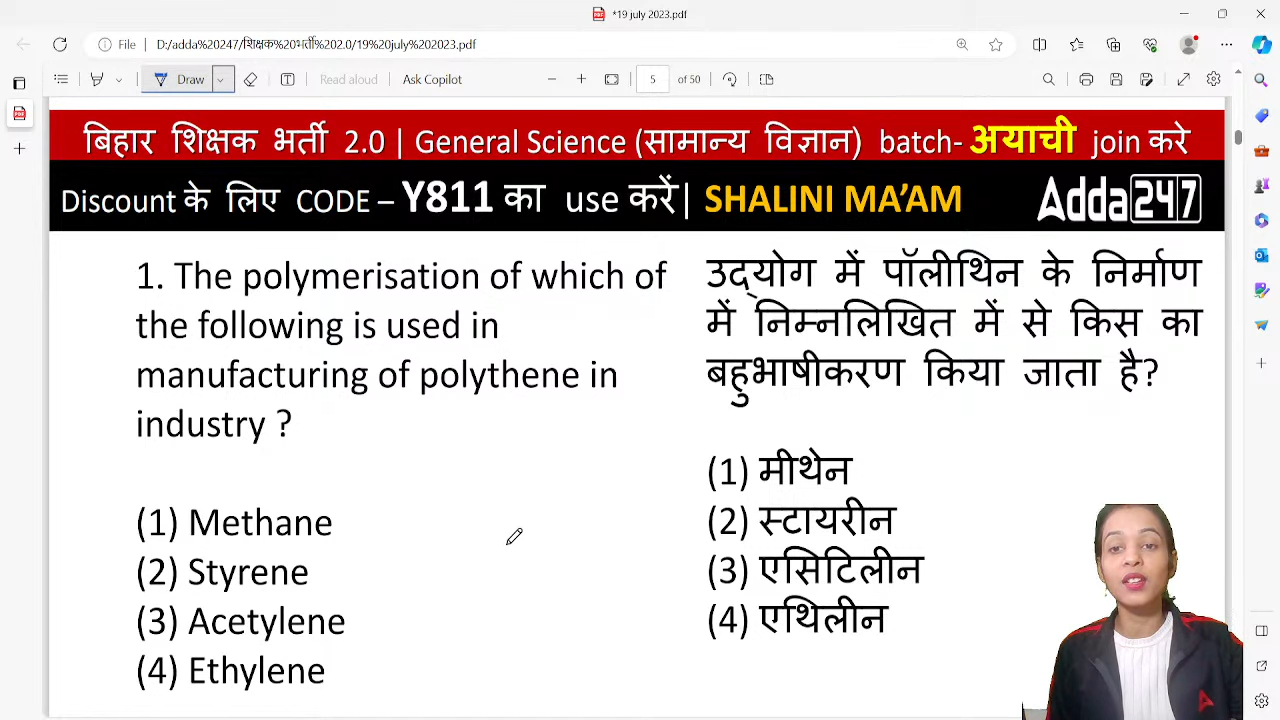 *19 july 2023.pdf
File D:/adda%20247/शिक्षक%20भर्ती%202.0/19%20july%202023.pdf
Draw Read aloud Ask Copilot 5 of 50
बिहार शिक्षक भर्ती 2.0 | General Science (सामान्य विज्ञान) batch- अयाची join करे
Discount के लिए CODE – Y811 का use करें| SHALINI MA’AM Adda 247
1. The polymerisation of which of
the following is used in
manufacturing of polythene in
industry ?
(1) Methane
(2) Styrene
(3) Acetylene
(4) Ethylene
उद्योग में पॉलीथिन के निर्माण
में निम्नलिखित में से किस का
बहुभाषीकरण किया जाता है?
(1) मीथेन
(2) स्टायरीन
(3) एसिटिलीन
(4) एथिलीन